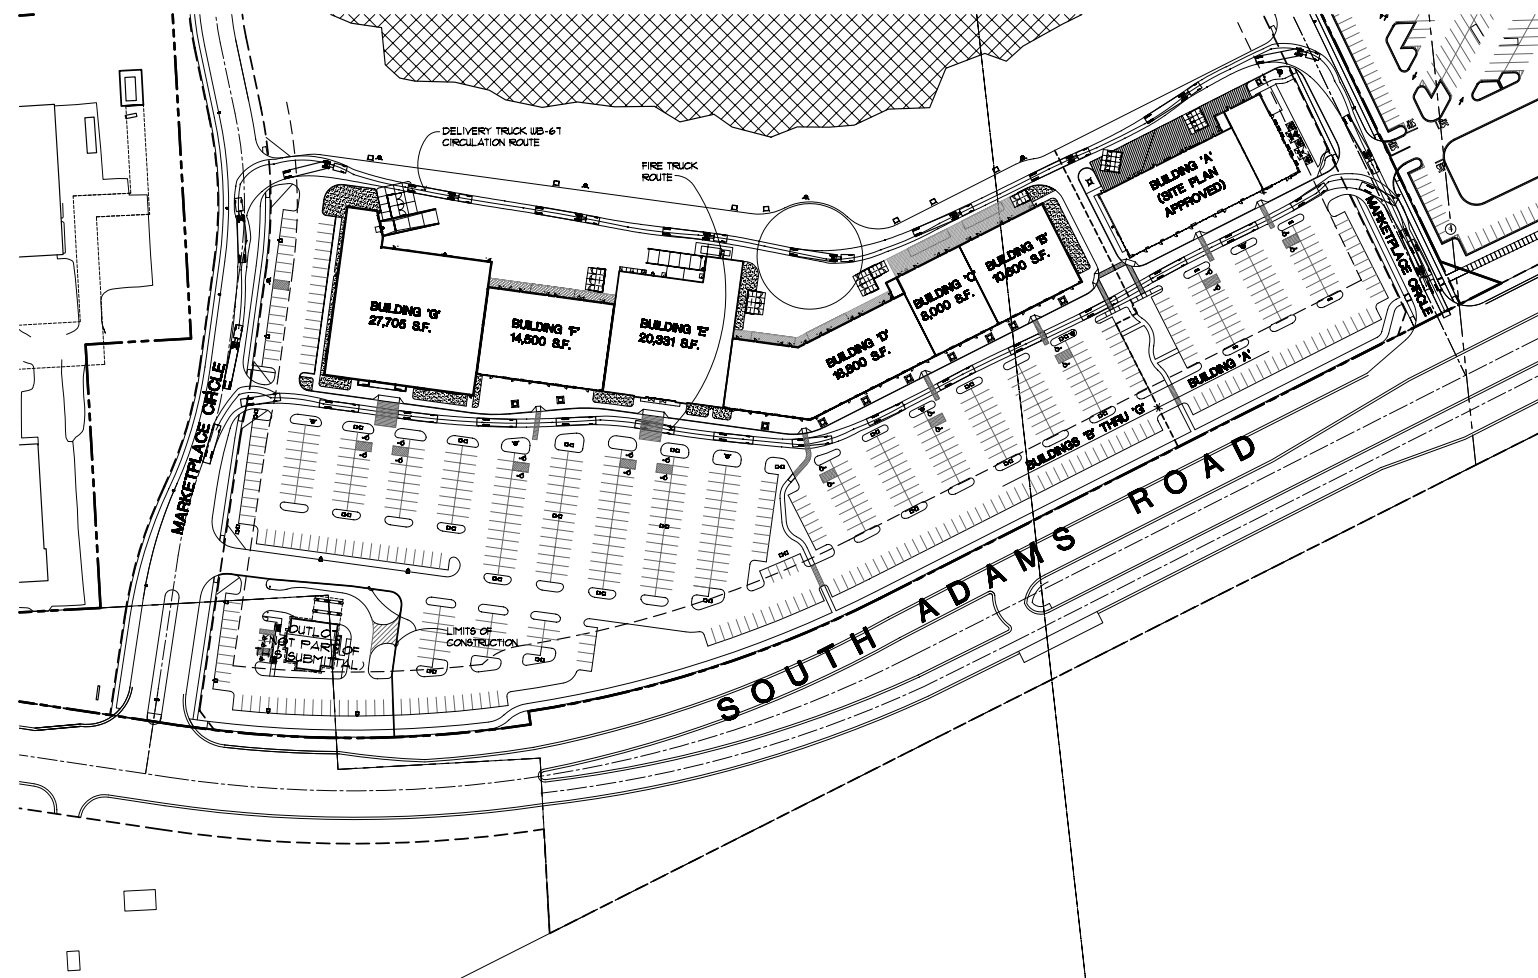 DELIVERY TRUCK WB-67
CIRCULATION ROUTE
FIRE TRUCK
ROUTE
BUILDING 'A'
(SITE PLAN
APPROVED)
MARKETPLACE CIRCLE
BUILDING 'B'
10,500 S.F.
BUILDING 'C'
8,000 S.F.
BUILDING 'G'
27,705 S.F.
BUILDING 'F'
14,500 S.F.
BUILDING 'E'
20,331 S.F.
BUILDING 'D'
S.F.
BUILDING 'A'
MARKETPLACE CIRCLE
BUILDINGS 'B' THRU 'G'
SOUTH ADAMS ROAD
LIMITS OF
CONSTRUCTION
OUTLOT
(NOT PART OF
THIS SUBMITTAL)